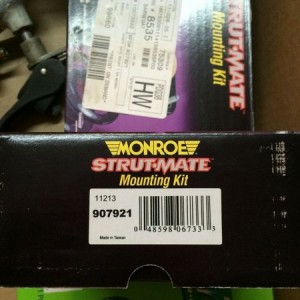 STRUT-MATE
Mounting Kit
8535
HW
MONROE
STRUT-MATE
Mounting Kit
11213
907921
0 48598 06733 3
Made in Taiwan